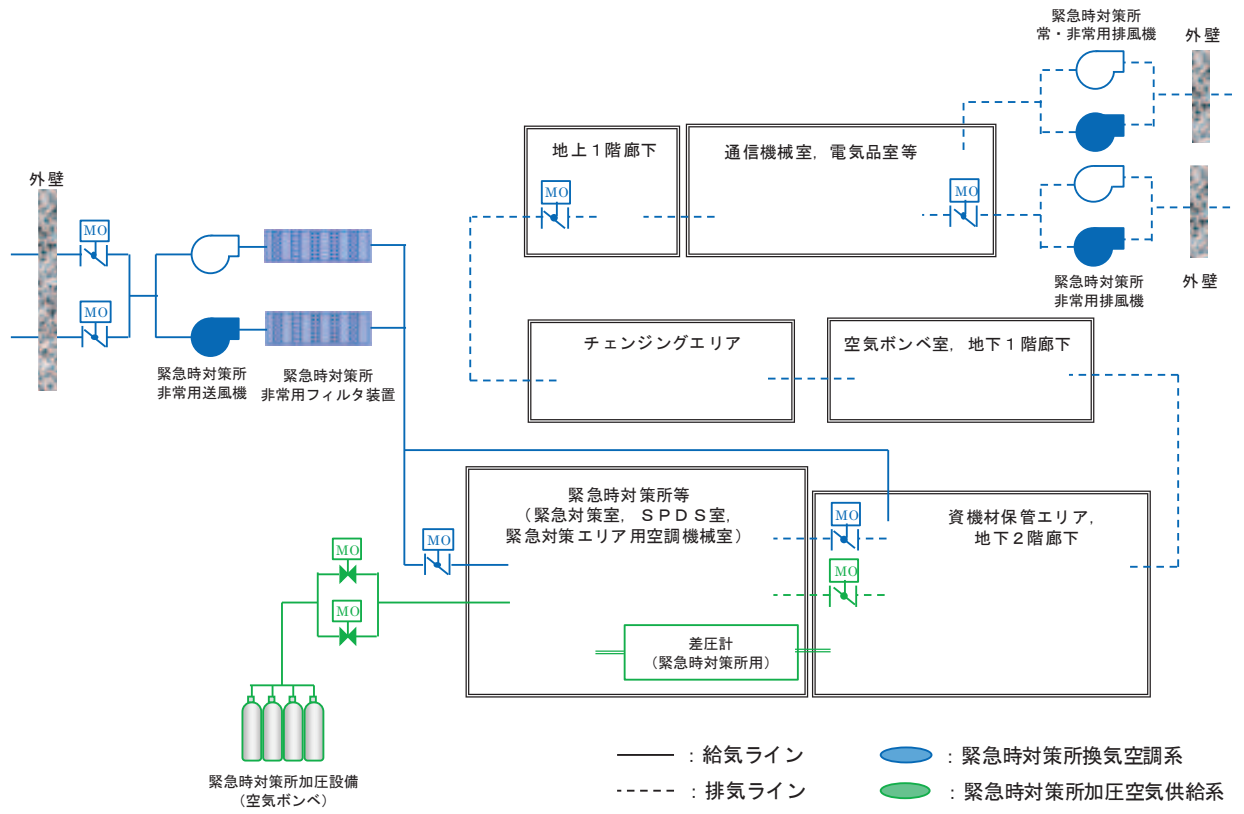 緊急時対策所
常・非常用排風機
外壁
地上１階廊下
通信機械室，電気品室等
MO
MO
外壁
MO
MO
緊急時対策所
非常用送風機
緊急時対策所
非常用フィルタ装置
緊急時対策所
非常用排風機
外壁
チェンジングエリア
空気ボンベ室，地下１階廊下
緊急時対策所等
（緊急対策室，ＳＰＤＳ室，
緊急対策エリア用空調機械室）
資機材保管エリア，
地下２階廊下
MO
MO
MO
MO
MO
差圧計
（緊急時対策所用）
緊急時対策所加圧設備
（空気ボンベ）
：給気ライン
：排気ライン
：緊急時対策所換気空調系
：緊急時対策所加圧空気供給系